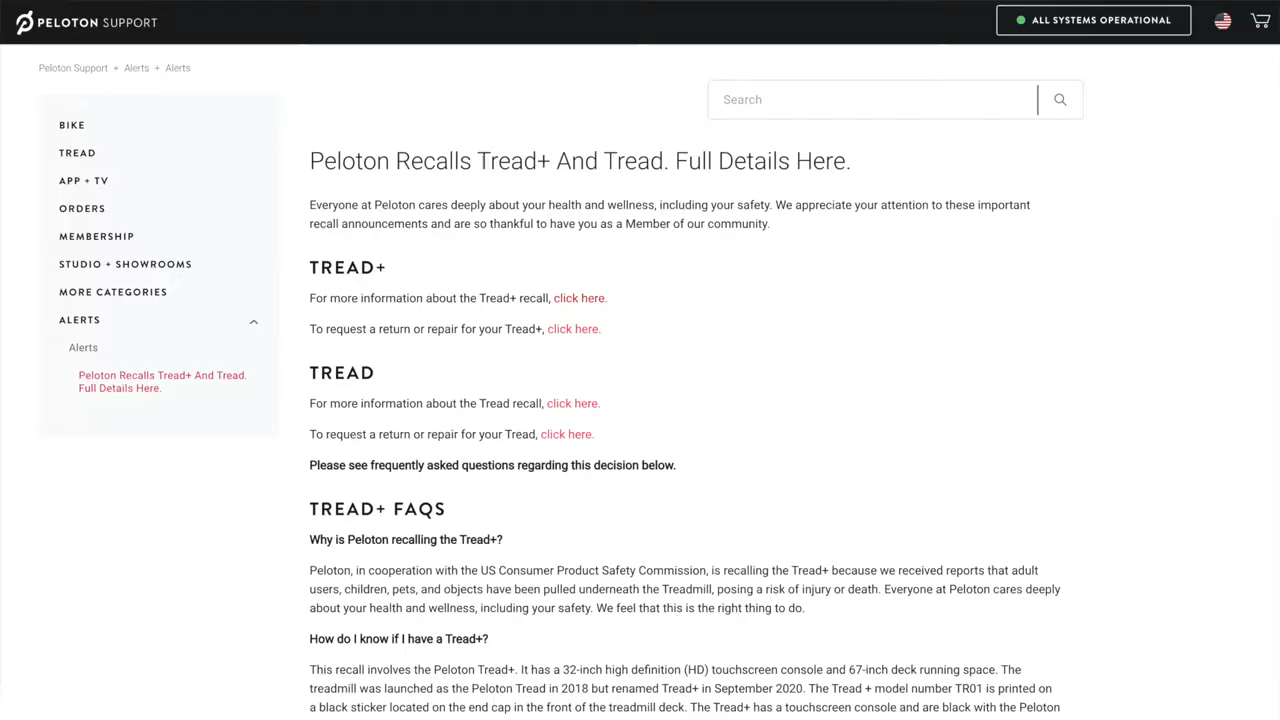 PELOTON SUPPORT
ALL SYSTEMS OPERATIONAL
Peloton Support + Alerts + Alerts
Search
BIKE
TREAD
APP + TV
ORDERS
MEMBERSHIP
STUDIO + SHOWROOMS
MORE CATEGORIES
ALERTS
Alerts
Peloton Recalls Tread+ And Tread.
Full Details Here.
Peloton Recalls Tread+ And Tread. Full Details Here.
Everyone at Peloton cares deeply about your health and wellness, including your safety. We appreciate your attention to these important
recall announcements and are so thankful to have you as a Member of our community.
TREAD+
For more information about the Tread+ recall, click here.
To request a return or repair for your Tread+, click here.
TREAD
For more information about the Tread recall, click here.
To request a return or repair for your Tread, click here.
Please see frequently asked questions regarding this decision below.
TREAD+ FAQS
Why is Peloton recalling the Tread+?
Peloton, in cooperation with the US Consumer Product Safety Commission, is recalling the Tread+ because we received reports that adult
users, children, pets, and objects have been pulled underneath the Treadmill, posing a risk of injury or death. Everyone at Peloton cares deeply
about your health and wellness, including your safety. We feel that this is the right thing to do.
How do I know if I have a Tread+?
This recall involves the Peloton Tread+. It has a 32-inch high definition (HD) touchscreen console and 67-inch deck running space. The
treadmill was launched as the Peloton Tread in 2018 but renamed Tread+ in September 2020. The Tread + model number TR01 is printed on
a black sticker located on the end cap in the front of the treadmill deck. The Tread+ has a touchscreen console and are black with the Peloton